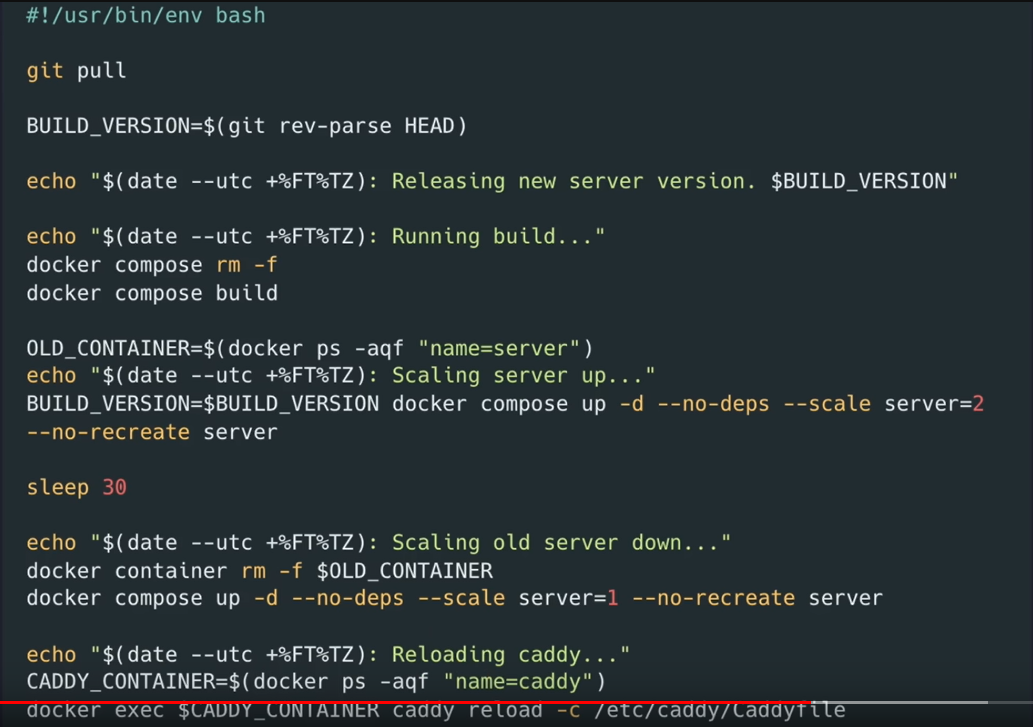 #!/usr/bin/env bash
git pull
BUILD_VERSION=$(git rev-parse HEAD)
echo "$(date --utc +%FT%TZ): Releasing new server version. $BUILD_VERSION"
echo "$(date --utc +%FT%TZ): Running build..."
docker compose rm -f
docker compose build
OLD_CONTAINER=$(docker ps -aqf "name=server")
echo "$(date --utc +%FT%TZ): Scaling server up..."
BUILD_VERSION=$BUILD_VERSION docker compose up -d --no-deps --scale server=2
--no-recreate server
sleep 30
echo "$(date --utc +%FT%TZ): Scaling old server down..."
docker container rm -f $OLD_CONTAINER
docker compose up -d --no-deps --scale server=1 --no-recreate server
echo "$(date --utc +%FT%TZ): Reloading caddy..."
CADDY_CONTAINER=$(docker ps -aqf "name=caddy")
docker exec $CADDY_CONTAINER caddy reload -c /etc/caddy/Caddyfile